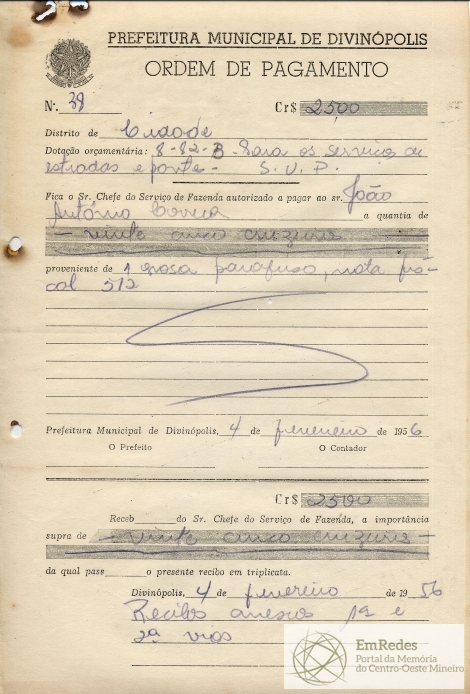 PREFEITURA MUNICIPAL DE DIVINÓPOLIS
ORDEM DE PAGAMENTO
Nº. 39 Cr$ 25,00
Distrito de Cidade
Dotação orçamentária: 8-82-B - Para os serviços de
estradas e pontes - S. V. P.
Fica o Sr. Chefe do Serviço de Fazenda autorizado a pagar ao sr. João
Antônio Correia a quantia de
- vinte cinco cruzeiros -
proveniente de 1 grosa parafuso, nota fis-
cal 512
Prefeitura Municipal de Divinópolis, 4 de fevereiro de 1956
O Prefeito O Contador
Cr$ 25,00
Receb do Sr. Chefe do Serviço de Fazenda, a importância
supra de - vinte cinco cruzeiros -
da qual pass o presente recibo em triplicata.
Divinópolis, 4 de fevereiro de 1956
Recibos anexos 1ª e
2ª vias
EmRedes
Portal da Memória
do Centro-Oeste Mineiro